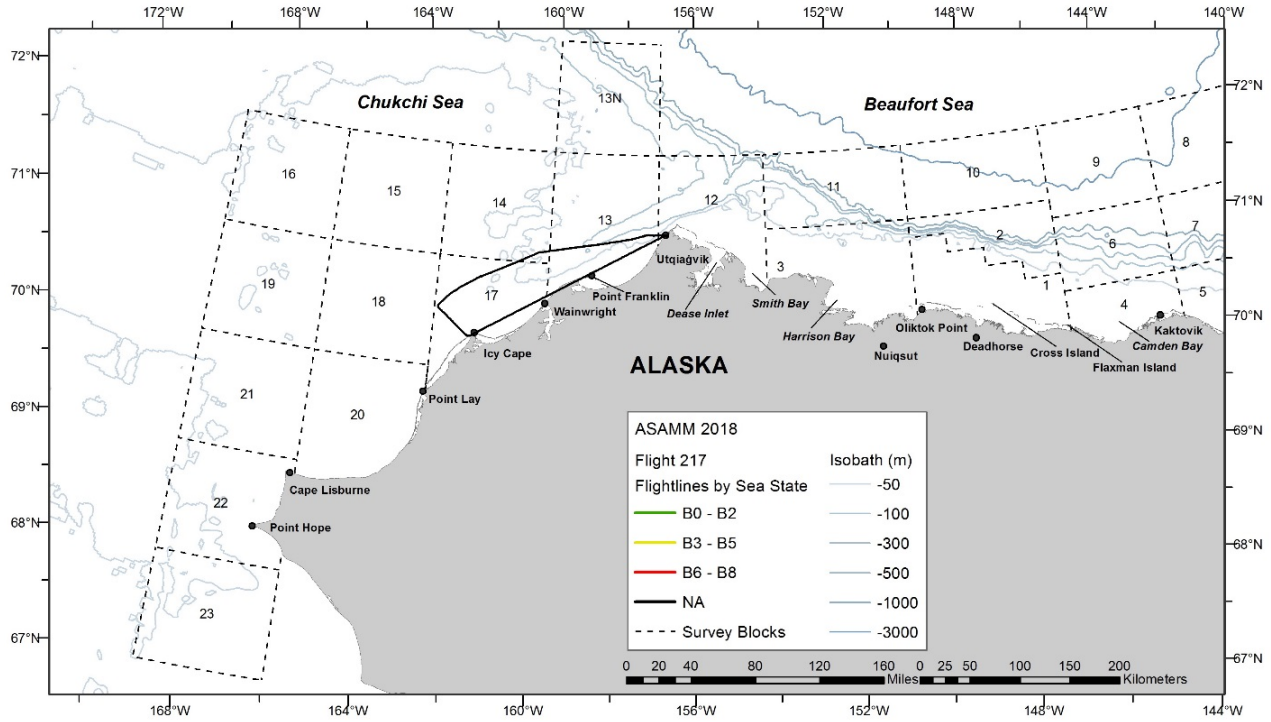 172°W 168°W 164°W 160°W 156°W 152°W 148°W 144°W 140°W
72°N
72°N
Chukchi Sea
Beaufort Sea
13N
8
9
10
11
16
15
14
12
13
71°N
71°N
7
6
2
3
1
4
5
19
18
17
70°N
70°N
Utqiaġvik
Point Franklin
Wainwright
Dease Inlet
Smith Bay
Harrison Bay
Oliktok Point
Nuiqsut
Deadhorse
Cross Island
Flaxman Island
Camden Bay
Kaktovik
Icy Cape
ALASKA
Point Lay
21
20
69°N
69°N
Cape Lisburne
22
Point Hope
68°N
68°N
23
67°N
67°N
ASAMM 2018
Flight 217
Flightlines by Sea State
B0 - B2
B3 - B5
B6 - B8
NA
Survey Blocks
Isobath (m)
-50
-100
-300
-500
-1000
-3000
0 20 40 80 120 160
Miles
0 25 50 100 150 200
Kilometers
168°W 164°W 160°W 156°W 152°W 148°W 144°W